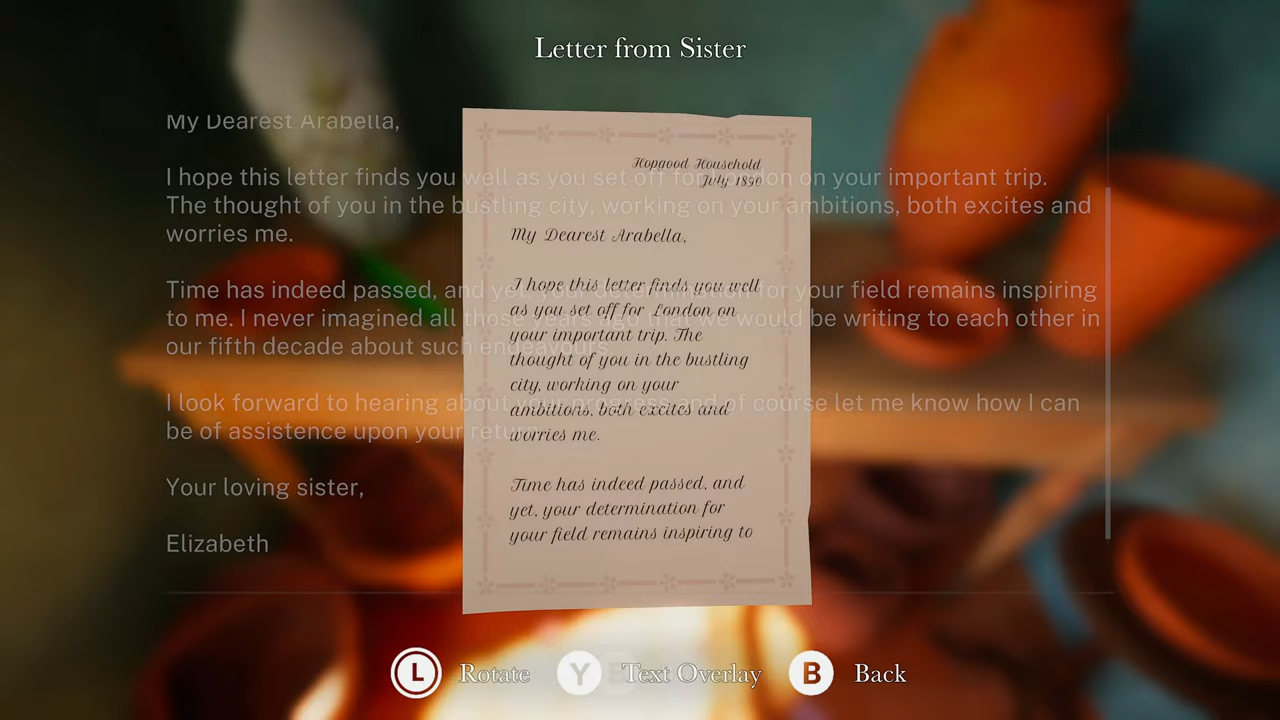 Letter from Sister
My Dearest Arabella,
I hope this letter finds you well as you set off for London on your important trip.
The thought of you in the bustling city, working on your ambitions, both excites and
worries me.
Time has indeed passed, and yet, your determination for your field remains inspiring
to me. I never imagined all those years ago that we would be writing to each other in
our fifth decade about such endeavours.
I look forward to hearing about your progress and of course let me know how I can
be of assistence upon your return.
Your loving sister,
Elizabeth
Hopgood Household
July 1890
My Dearest Arabella,
I hope this letter finds you well
as you set off for London on
your important trip. The
thought of you in the bustling
city, working on your
ambitions, both excites and
worries me.
Time has indeed passed, and
yet, your determination for
your field remains inspiring to
L Rotate Y Text Overlay B Back